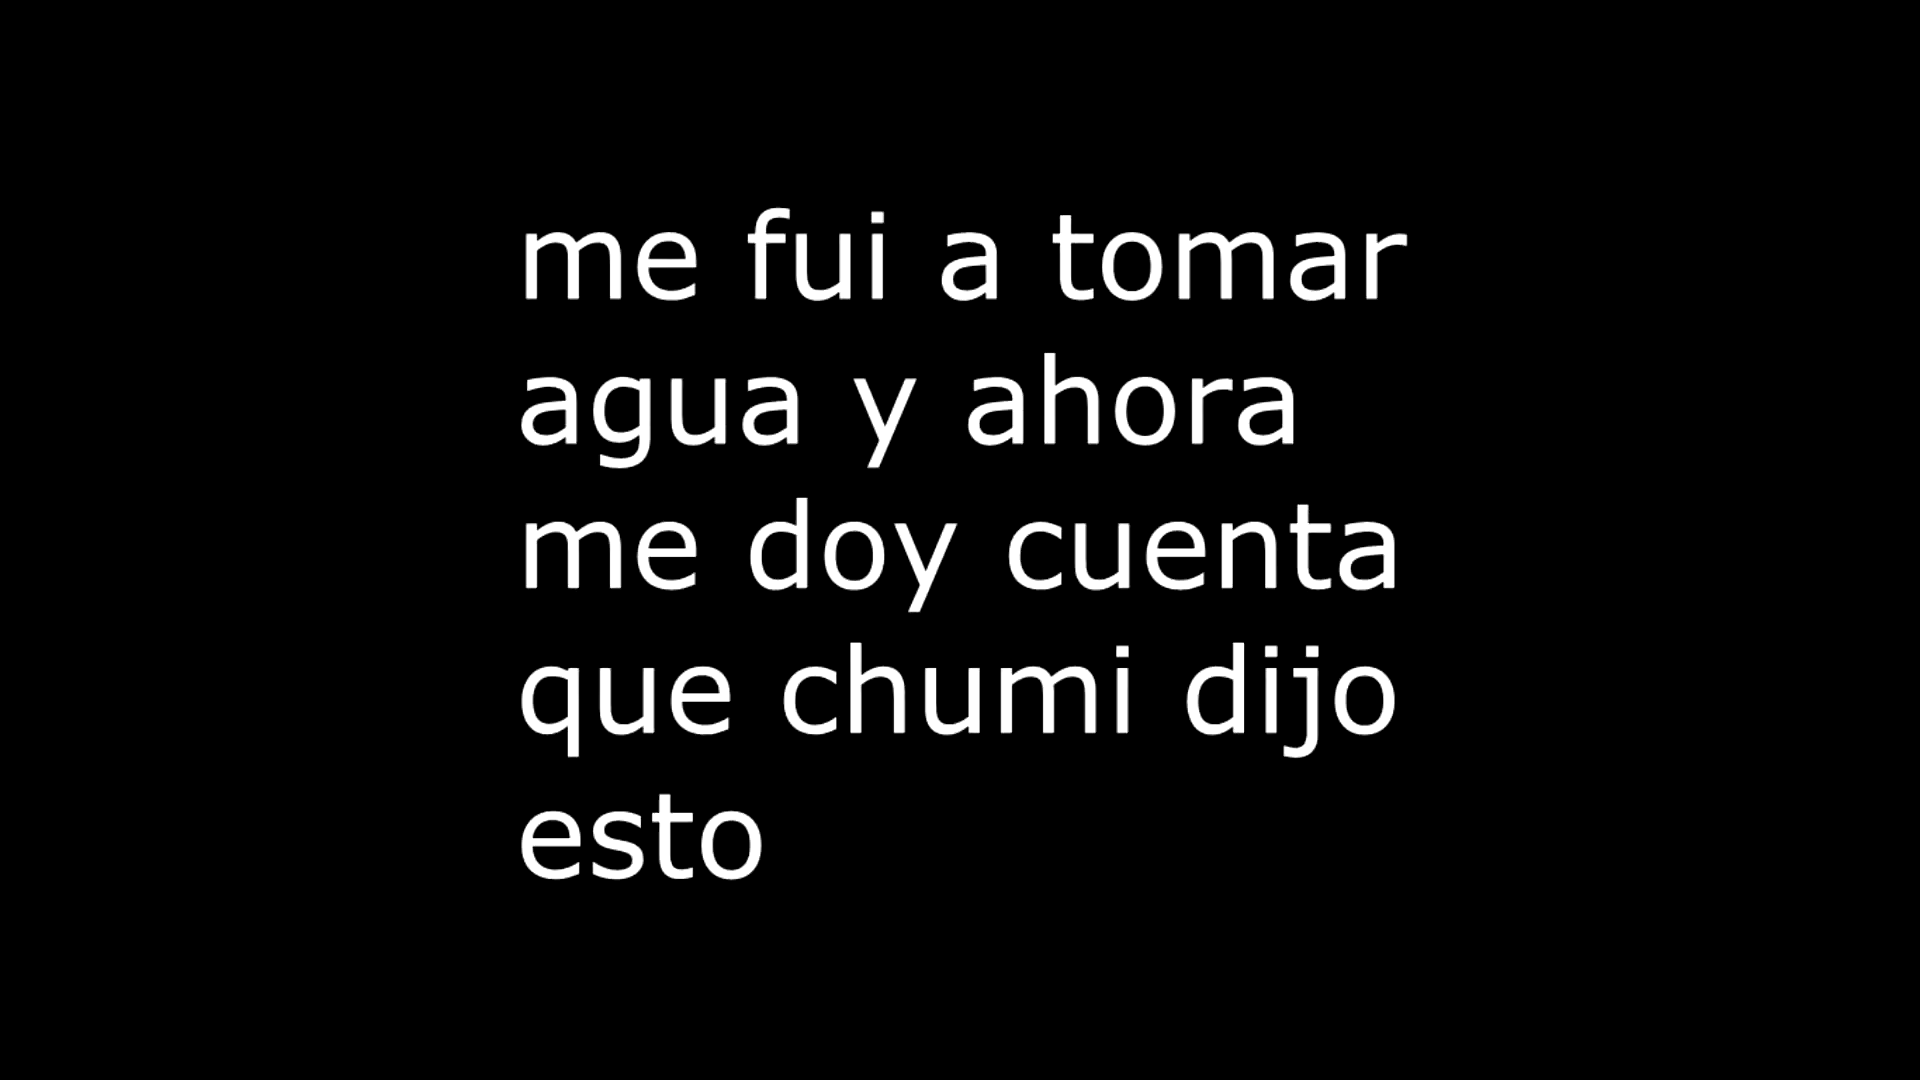 me fui a tomar
agua y ahora
me doy cuenta
que chumi dijo
esto